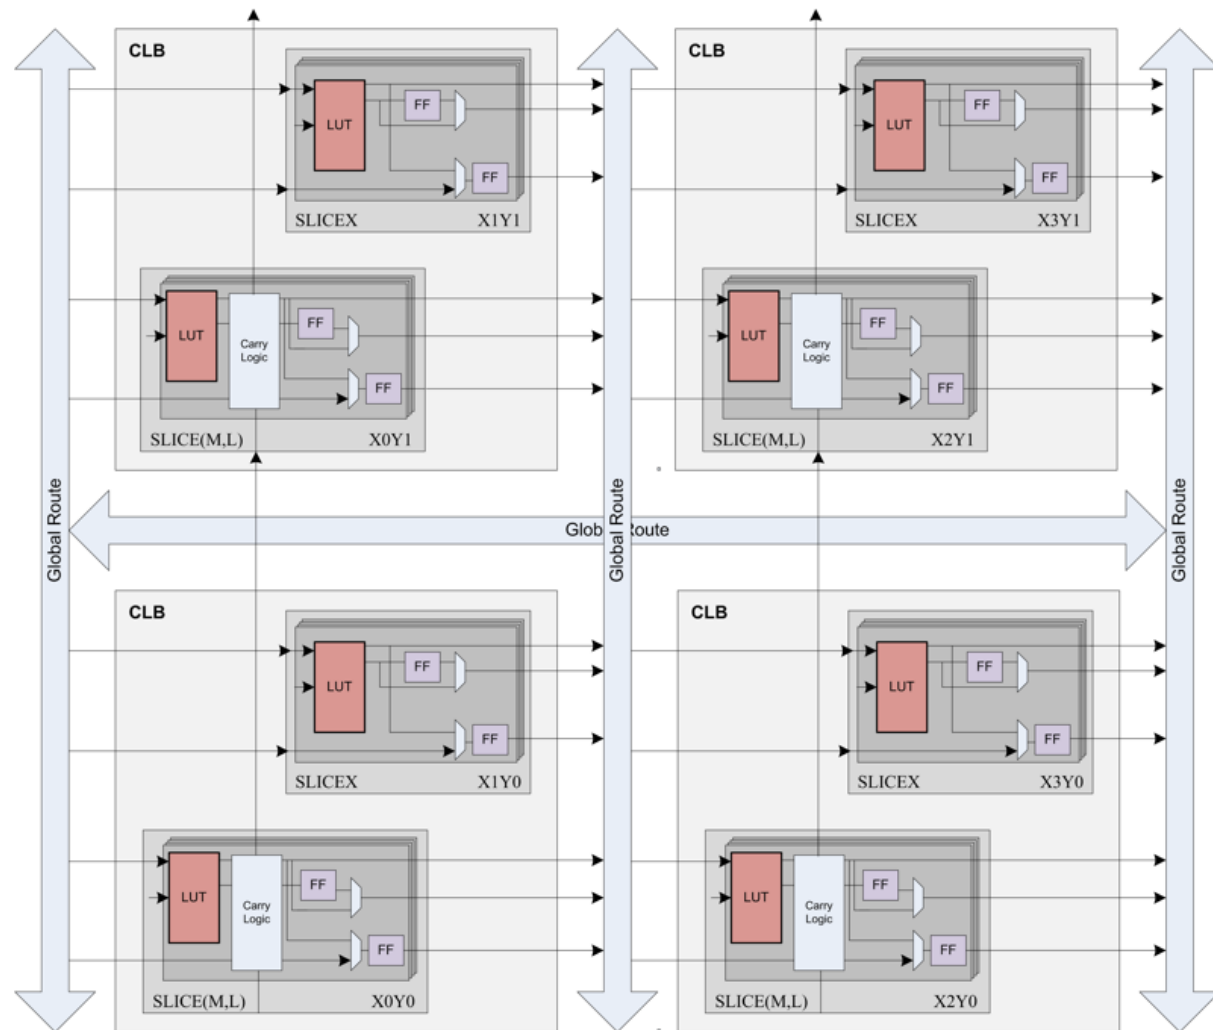 CLB
LUT
FF
FF
SLICEX X1Y1
LUT
Carry
Logic
FF
FF
SLICE(M,L) X0Y1
CLB
LUT
FF
FF
SLICEX X3Y1
LUT
Carry
Logic
FF
FF
SLICE(M,L) X2Y1
Global Route
Global Route
Global Route
Global Route
CLB
LUT
FF
FF
SLICEX X1Y0
LUT
Carry
Logic
FF
FF
SLICE(M,L) X0Y0
CLB
LUT
FF
FF
SLICEX X3Y0
LUT
Carry
Logic
FF
FF
SLICE(M,L) X2Y0